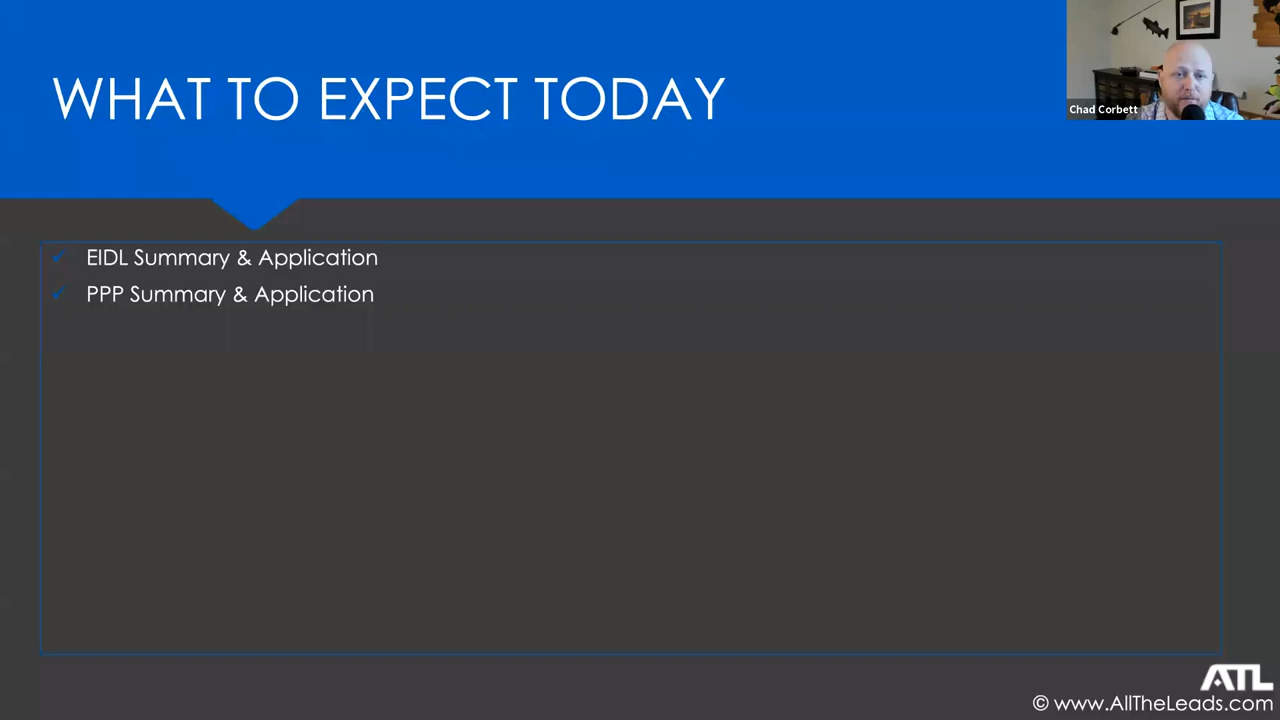 WHAT TO EXPECT TODAY
Chad Corbett
EIDL Summary & Application
PPP Summary & Application
ATL
© www.AllTheLeads.com